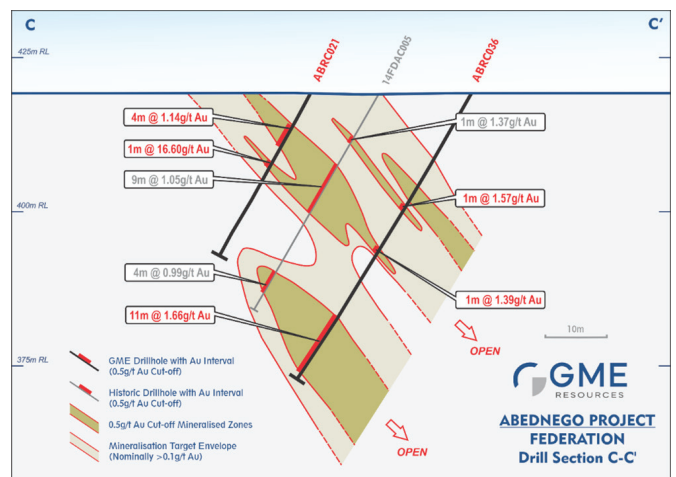 C
C'
425m RL
ABRC021
14FDAC005
ABRC036
4m @ 1.14g/t Au
1m @ 1.37g/t Au
1m @ 16.60g/t Au
9m @ 1.05g/t Au
1m @ 1.57g/t Au
400m RL
4m @ 0.99g/t Au
1m @ 1.39g/t Au
11m @ 1.66g/t Au
OPEN
10m
375m RL
GME Drillhole with Au Interval
(0.5g/t Au Cut-off)
Historic Drillhole with Au Interval
(0.5g/t Au Cut-off)
0.5g/t Au Cut-off Mineralised Zones
Mineralisation Target Envelope
(Nominally >0.1g/t Au)
OPEN
GME
RESOURCES
ABEDNEGO PROJECT
FEDERATION
Drill Section C-C'